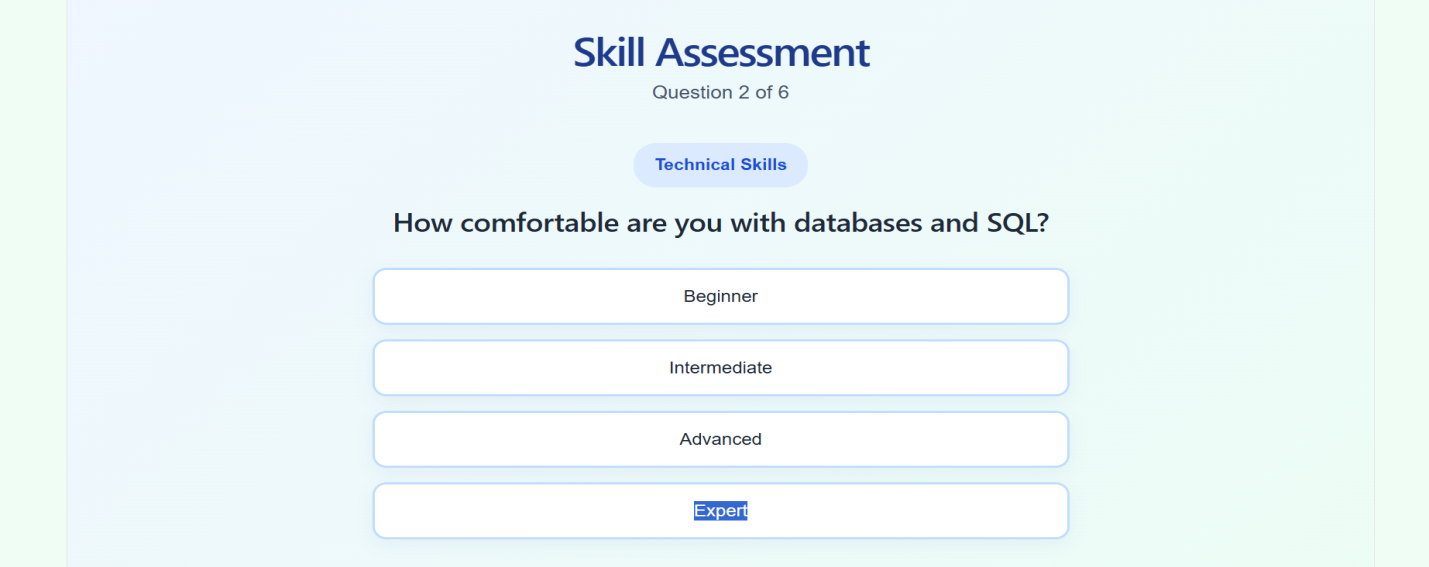 Skill Assessment
Question 2 of 6
Technical Skills
How comfortable are you with databases and SQL?
Beginner
Intermediate
Advanced
Expert